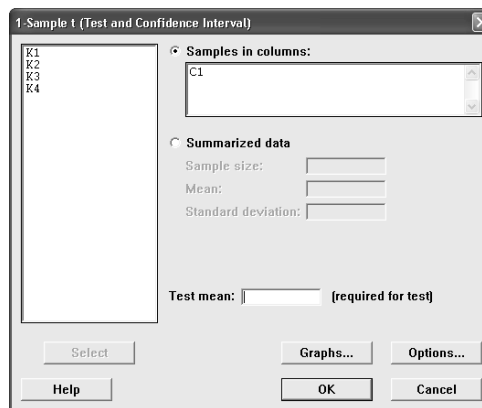 1-Sample t (Test and Confidence Interval)
K1
K2
K3
K4
Samples in columns:
C1
Summarized data
Sample size:
Mean:
Standard deviation:
Test mean:
(required for test)
Select
Graphs...
Options...
Help
OK
Cancel